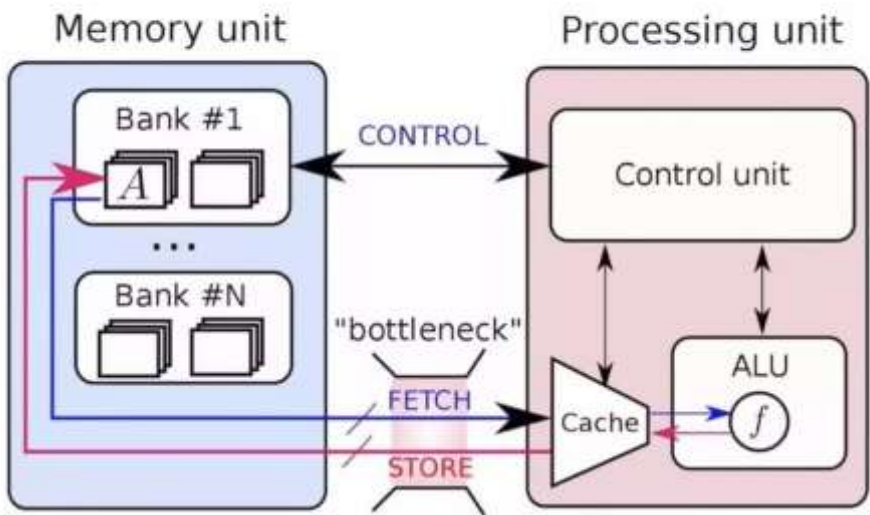 Memory unit
Processing unit
Bank #1
A
CONTROL
Control unit
...
Bank #N
"bottleneck"
ALU
FETCH
Cache
f
STORE